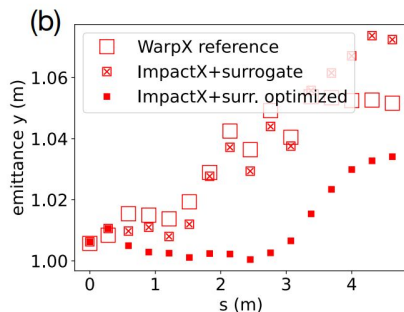 (b)
WarpX reference
ImpactX+surrogate
ImpactX+surr. optimized
emittance y (m)
1.06
1.04
1.02
1.00
0 1 2 3 4
s (m)